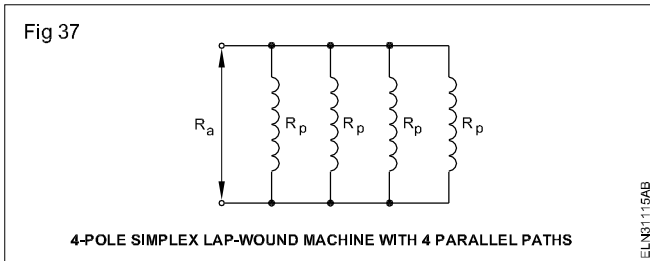 Fig 37
Rₐ Rₚ Rₚ Rₚ Rₚ
4-POLE SIMPLEX LAP-WOUND MACHINE WITH 4 PARALLEL PATHS
ELN31115AB